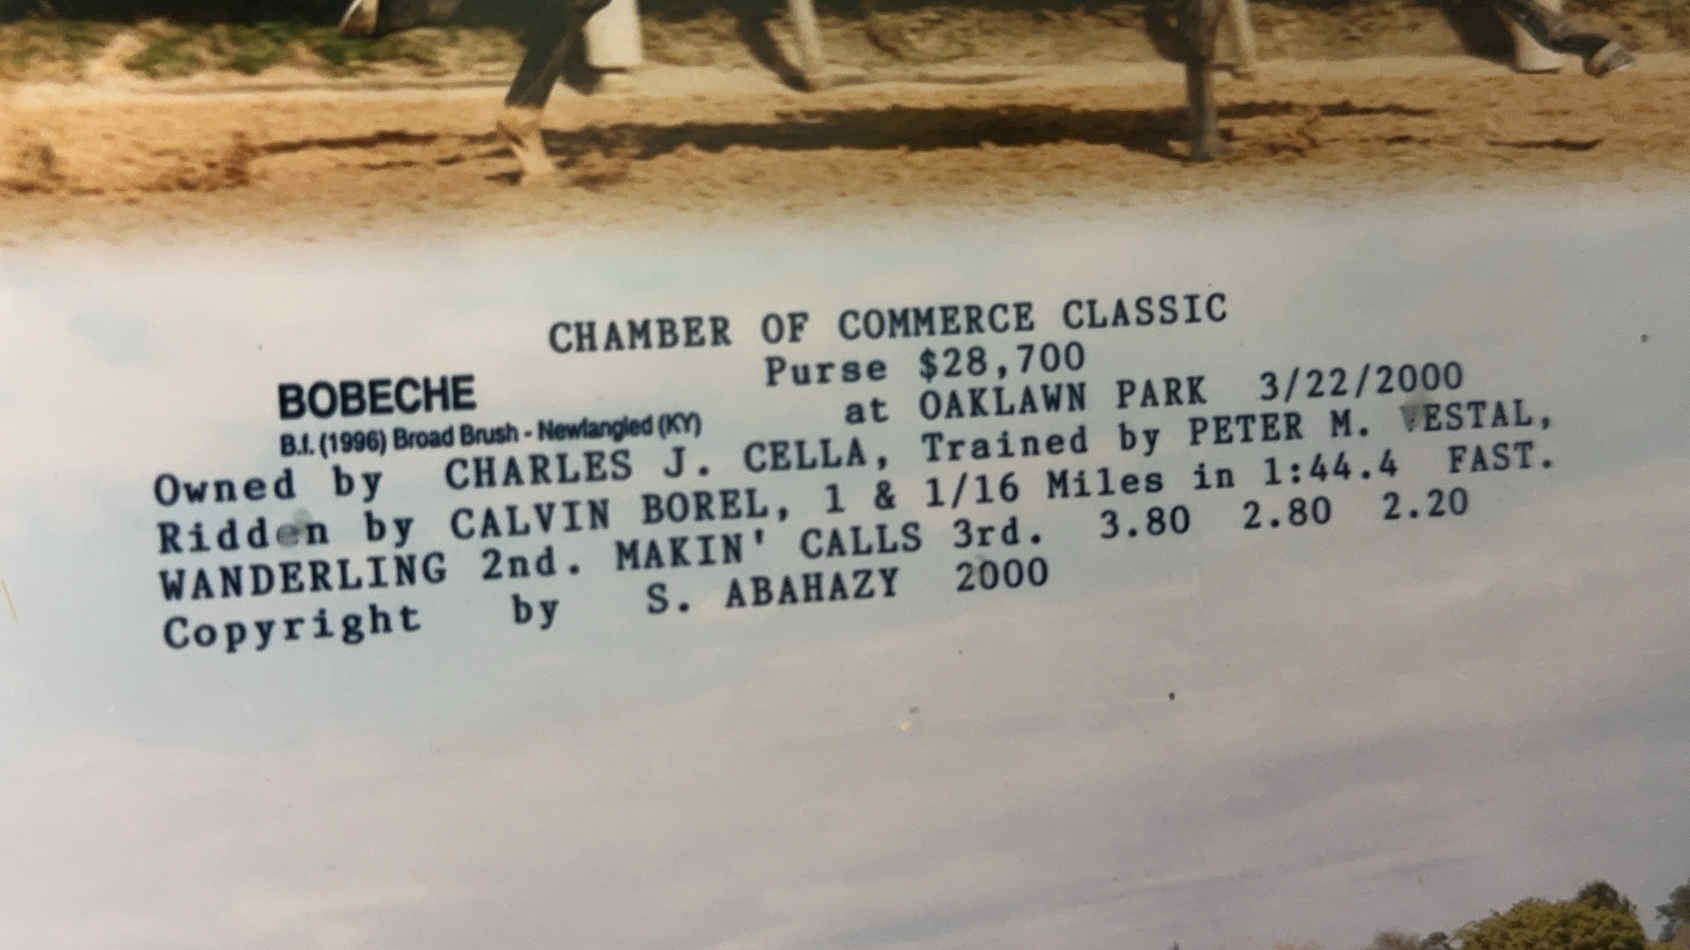 CHAMBER OF COMMERCE CLASSIC
Purse $28,700
BOBECHE
at OAKLAWN PARK 3/22/2000
B.f. (1996) Broad Brush - Newfangled (KY)
Owned by CHARLES J. CELLA, Trained by PETER M. VESTAL,
Ridden by CALVIN BOREL, 1 & 1/16 Miles in 1:44.4 FAST.
WANDERLING 2nd. MAKIN' CALLS 3rd. 3.80 2.80 2.20
Copyright by S. ABAHAZY 2000